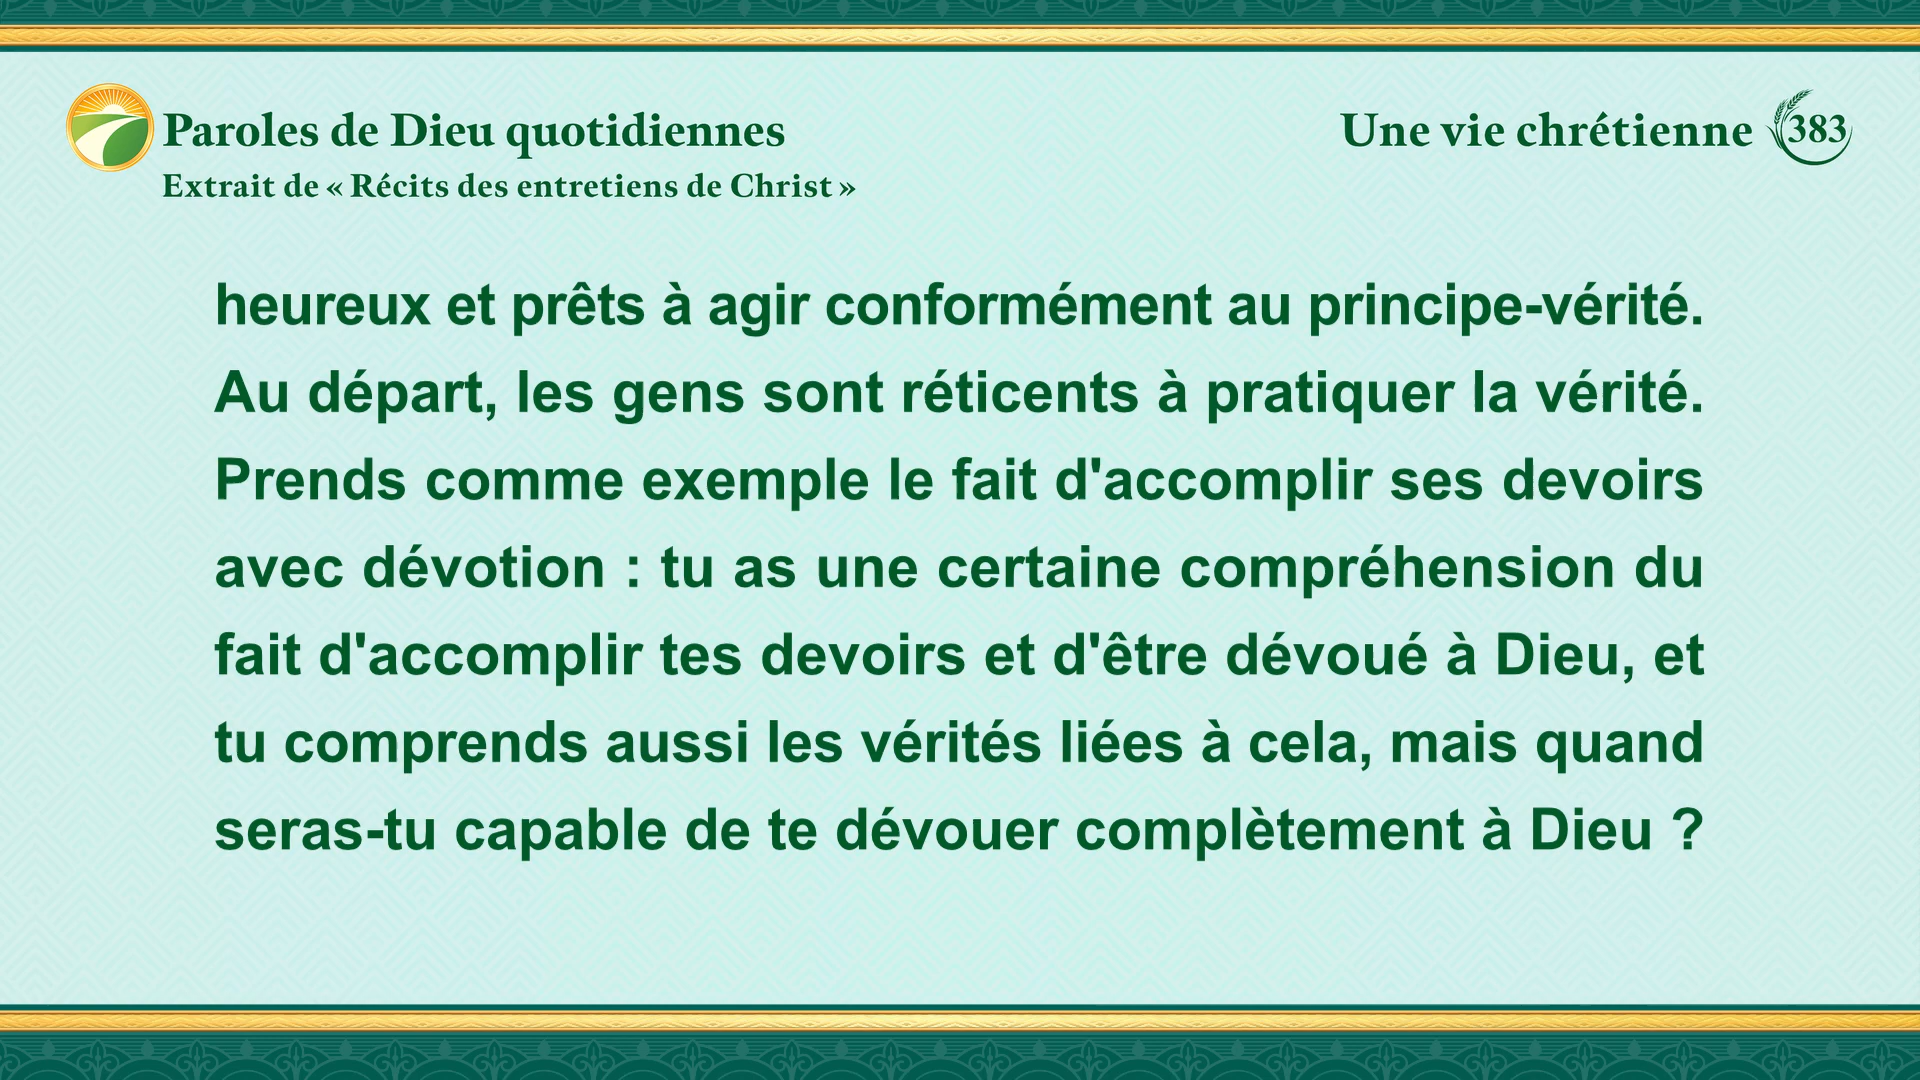 Paroles de Dieu quotidiennes
Extrait de « Récits des entretiens de Christ »
Une vie chrétienne 383
heureux et prêts à agir conformément au principe-vérité.
Au départ, les gens sont réticents à pratiquer la vérité.
Prends comme exemple le fait d'accomplir ses devoirs
avec dévotion : tu as une certaine compréhension du
fait d'accomplir tes devoirs et d'être dévoué à Dieu, et
tu comprends aussi les vérités liées à cela, mais quand
seras-tu capable de te dévouer complètement à Dieu ?